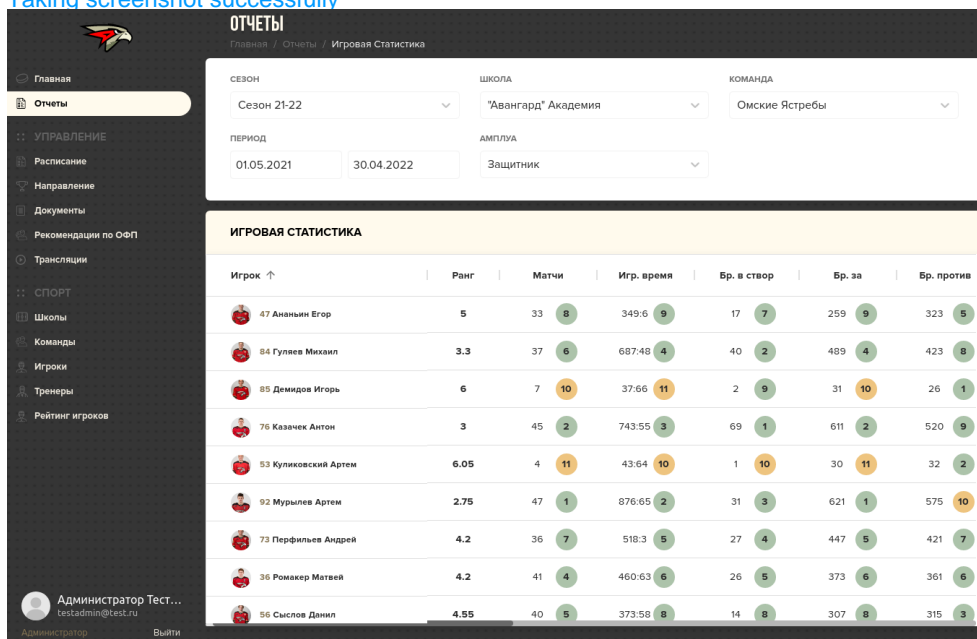 Taking screenshot successfully
ОТЧЕТЫ
Главная / Отчеты / Игровая Статистика
Главная
Отчеты
УПРАВЛЕНИЕ
Расписание
Направление
Документы
Рекомендации по ОФП
Трансляции
СПОРТ
Школы
Команды
Игроки
Тренеры
Рейтинг игроков
Администратор Тест...
testadmin@test.ru
Администратор Выйти
СЕЗОН ШКОЛА КОМАНДА
Сезон 21-22 "Авангард" Академия Омские Ястребы
ПЕРИОД АМПЛУА
01.05.2021 30.04.2022 Защитник
ИГРОВАЯ СТАТИСТИКА
Игрок ↑ Ранг Матчи Игр. время Бр. в створ Бр. за Бр. против
47 Ананьин Егор 5 33 8 349:6 9 17 7 259 9 323 5
84 Гуляев Михаил 3.3 37 6 687:48 4 40 2 489 4 423 8
85 Демидов Игорь 6 7 10 37:66 11 2 9 31 10 26 1
76 Казачек Антон 3 45 2 743:55 3 69 1 611 2 520 9
53 Куликовский Артем 6.05 4 11 43:64 10 1 10 30 11 32 2
92 Мурылев Артем 2.75 47 1 876:65 2 31 3 621 1 575 10
73 Перфильев Андрей 4.2 36 7 518:3 5 27 4 447 5 421 7
36 Ромакер Матвей 4.2 41 4 460:63 6 26 5 373 6 361 6
56 Сыслов Данил 4.55 40 5 373:58 8 14 8 307 8 315 3